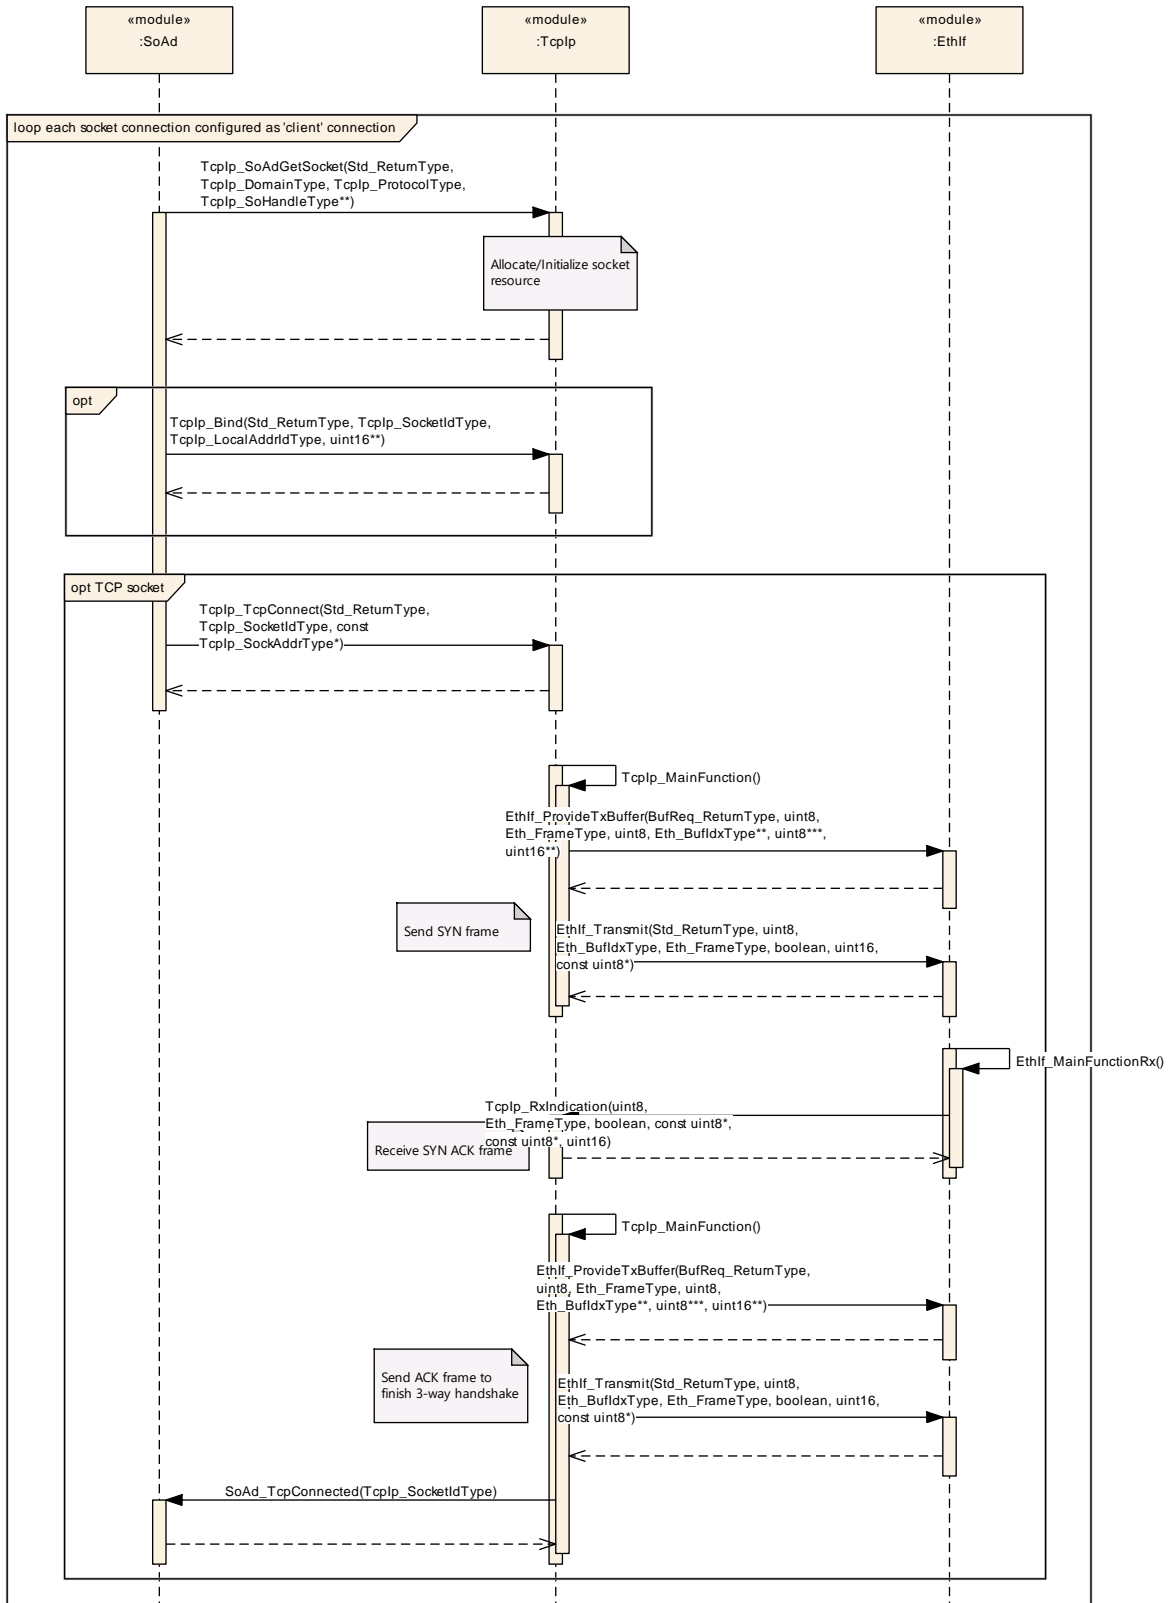 «module»
:SoAd
«module»
:TcpIp
«module»
:EthIf
loop each socket connection configured as 'client' connection
TcpIp_SoAdGetSocket(Std_ReturnType,
TcpIp_DomainType, TcpIp_ProtocolType,
TcpIp_SoHandleType**)
Allocate/Initialize socket
resource
opt
TcpIp_Bind(Std_ReturnType, TcpIp_SocketIdType,
TcpIp_LocalAddrIdType, uint16**)
opt TCP socket
TcpIp_TcpConnect(Std_ReturnType,
TcpIp_SocketIdType, const
TcpIp_SockAddrType*)
TcpIp_MainFunction()
EthIf_ProvideTxBuffer(BufReq_ReturnType, uint8,
Eth_FrameType, uint8, Eth_BufIdxType**, uint8***,
uint16**)
Send SYN frame
EthIf_Transmit(Std_ReturnType, uint8,
Eth_BufIdxType, Eth_FrameType, boolean, uint16,
const uint8*)
EthIf_MainFunctionRx()
TcpIp_RxIndication(uint8,
Eth_FrameType, boolean, const uint8*,
const uint8*, uint16)
Receive SYN ACK frame
TcpIp_MainFunction()
EthIf_ProvideTxBuffer(BufReq_ReturnType,
uint8, Eth_FrameType, uint8,
Eth_BufIdxType**, uint8***, uint16**)
Send ACK frame to
finish 3-way handshake
EthIf_Transmit(Std_ReturnType, uint8,
Eth_BufIdxType, Eth_FrameType, boolean, uint16,
const uint8*)
SoAd_TcpConnected(TcpIp_SocketIdType)